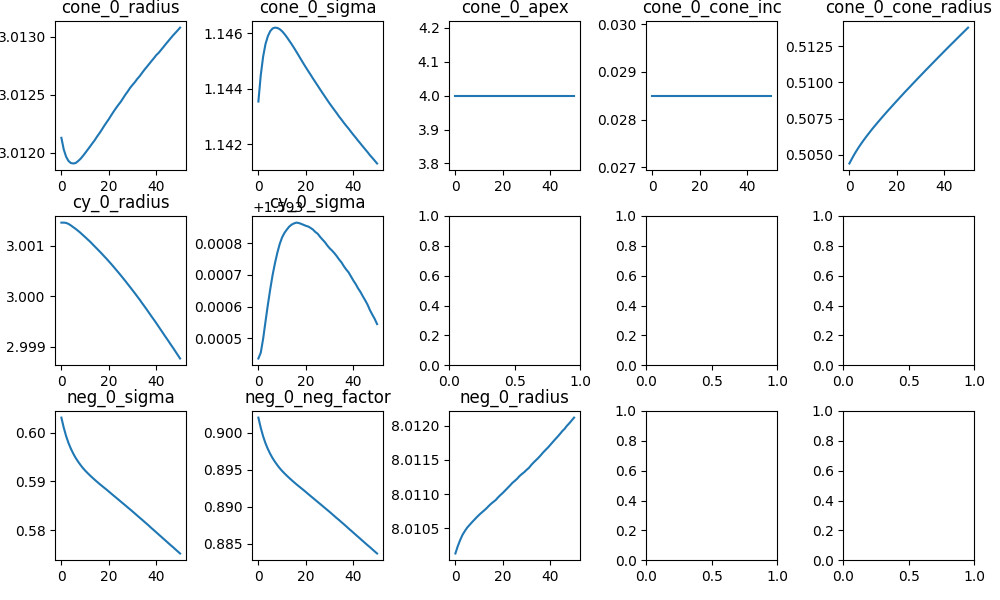 cone_0_radius cone_0_sigma cone_0_apex cone_0_cone_inc cone_0_cone_radius
3.0130 3.0125 3.0120
0 20 40
1.146 1.144 1.142
0 20 40
4.2 4.1 4.0 3.9 3.8
0 20 40
0.030 0.029 0.028 0.027
0 20 40
0.5125 0.5100 0.5075 0.5050
0 20 40
cy_0_radius cy_0_sigma
3.001 3.000 2.999
0 20 40
+1.593
0.0008 0.0007 0.0006 0.0005
0 20 40
1.0 0.8 0.6 0.4 0.2 0.0
0.0 0.5 1.0
1.0 0.8 0.6 0.4 0.2 0.0
0.0 0.5 1.0
1.0 0.8 0.6 0.4 0.2 0.0
0.0 0.5 1.0
neg_0_sigma neg_0_neg_factor neg_0_radius
0.60 0.59 0.58
0 20 40
0.900 0.895 0.890 0.885
0 20 40
8.0120 8.0115 8.0110 8.0105
0 20 40
1.0 0.8 0.6 0.4 0.2 0.0
0.0 0.5 1.0
1.0 0.8 0.6 0.4 0.2 0.0
0.0 0.5 1.0